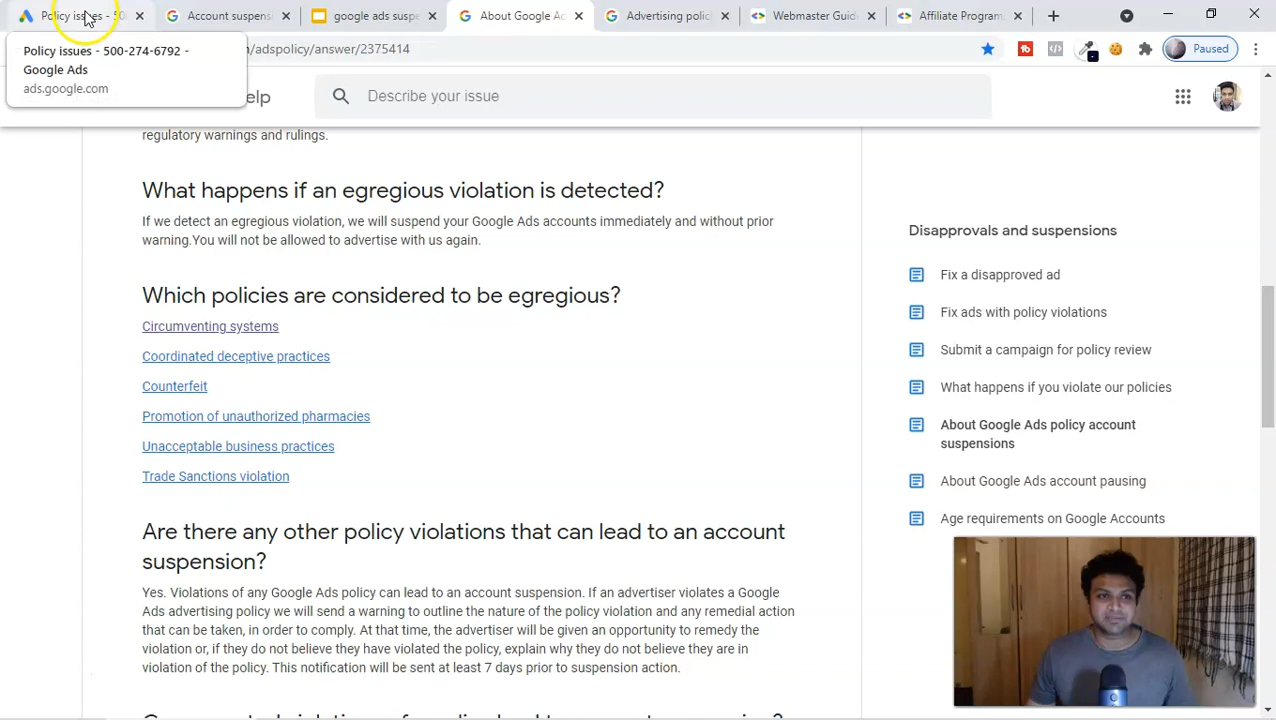 Policy issues - 50
Account suspens
google ads suspe
About Google Ad
Advertising polic
Webmaster Guid
Affiliate Program
adspolicy/answer/2375414
Paused
Policy issues - 500-274-6792 -
Google Ads
ads.google.com
elp
Describe your issue
regulatory warnings and rulings.
What happens if an egregious violation is detected?
If we detect an egregious violation, we will suspend your Google Ads accounts immediately and without prior
warning.You will not be allowed to advertise with us again.
Which policies are considered to be egregious?
Circumventing systems
Coordinated deceptive practices
Counterfeit
Promotion of unauthorized pharmacies
Unacceptable business practices
Trade Sanctions violation
Are there any other policy violations that can lead to an account
suspension?
Yes. Violations of any Google Ads policy can lead to an account suspension. If an advertiser violates a Google
Ads advertising policy we will send a warning to outline the nature of the policy violation and any remedial action
that can be taken, in order to comply. At that time, the advertiser will be given an opportunity to remedy the
violation or, if they do not believe they have violated the policy, explain why they do not believe they are in
violation of the policy. This notification will be sent at least 7 days prior to suspension action.
Disapprovals and suspensions
Fix a disapproved ad
Fix ads with policy violations
Submit a campaign for policy review
What happens if you violate our policies
About Google Ads policy account
suspensions
About Google Ads account pausing
Age requirements on Google Accounts